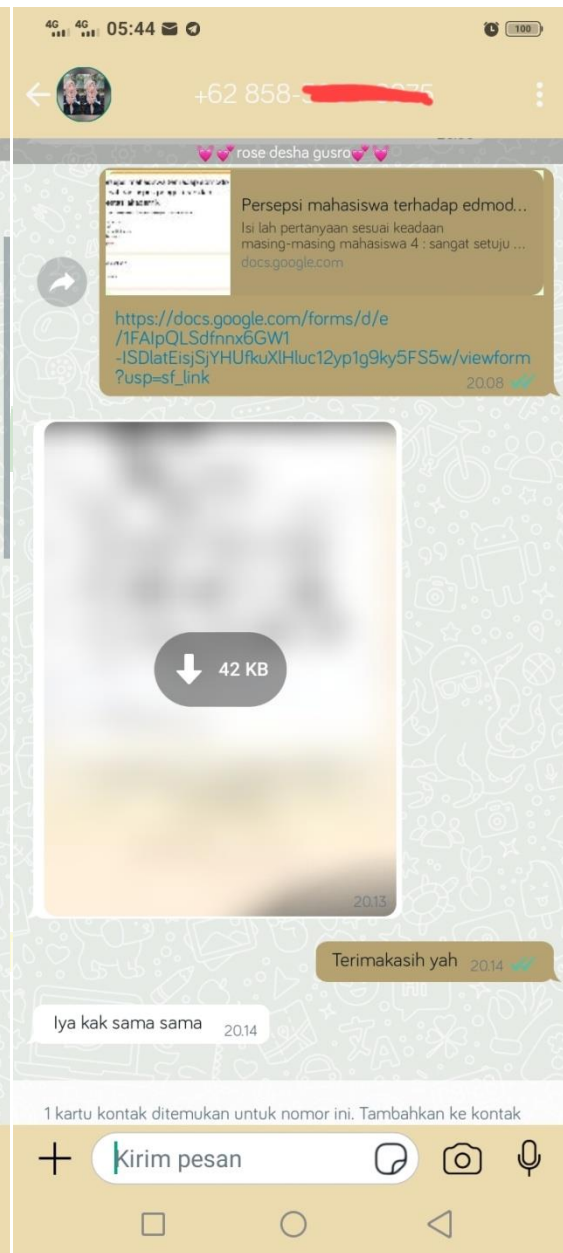 4G 4G 05:44 100
+62 858-
rose desha gusro
Persepsi mahasiswa terhadap edmod...
Isi lah pertanyaan sesuai keadaan
masing-masing mahasiswa 4 : sangat setuju ...
docs.google.com
https://docs.google.com/forms/d/e
/1FAIpQLSdfnnx6GW1
-ISDlatEisjSjYHUfkuXlHluc12yp1g9ky5FS5w/viewform
?usp=sf_link
20.08
42 KB
20.13
Terimakasih yah 20.14
Iya kak sama sama 20.14
1 kartu kontak ditemukan untuk nomor ini. Tambahkan ke kontak
Kirim pesan